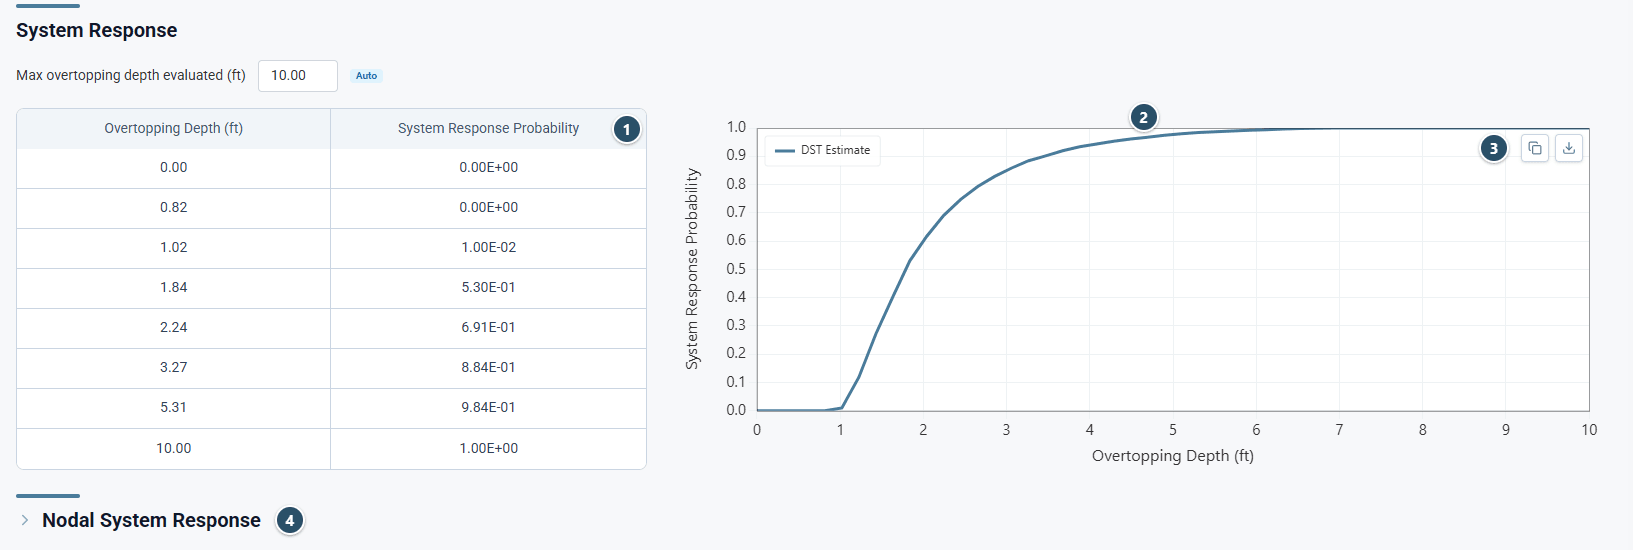 System Response
Max overtopping depth evaluated (ft) 10.00 Auto
Overtopping Depth (ft) System Response Probability 1
0.00 0.00E+00
0.82 0.00E+00
1.02 1.00E-02
1.84 5.30E-01
2.24 6.91E-01
3.27 8.84E-01
5.31 9.84E-01
10.00 1.00E+00
2
3
DST Estimate
System Response Probability
1.0
0.9
0.8
0.7
0.6
0.5
0.4
0.3
0.2
0.1
0.0
0 1 2 3 4 5 6 7 8 9 10
Overtopping Depth (ft)
Nodal System Response 4